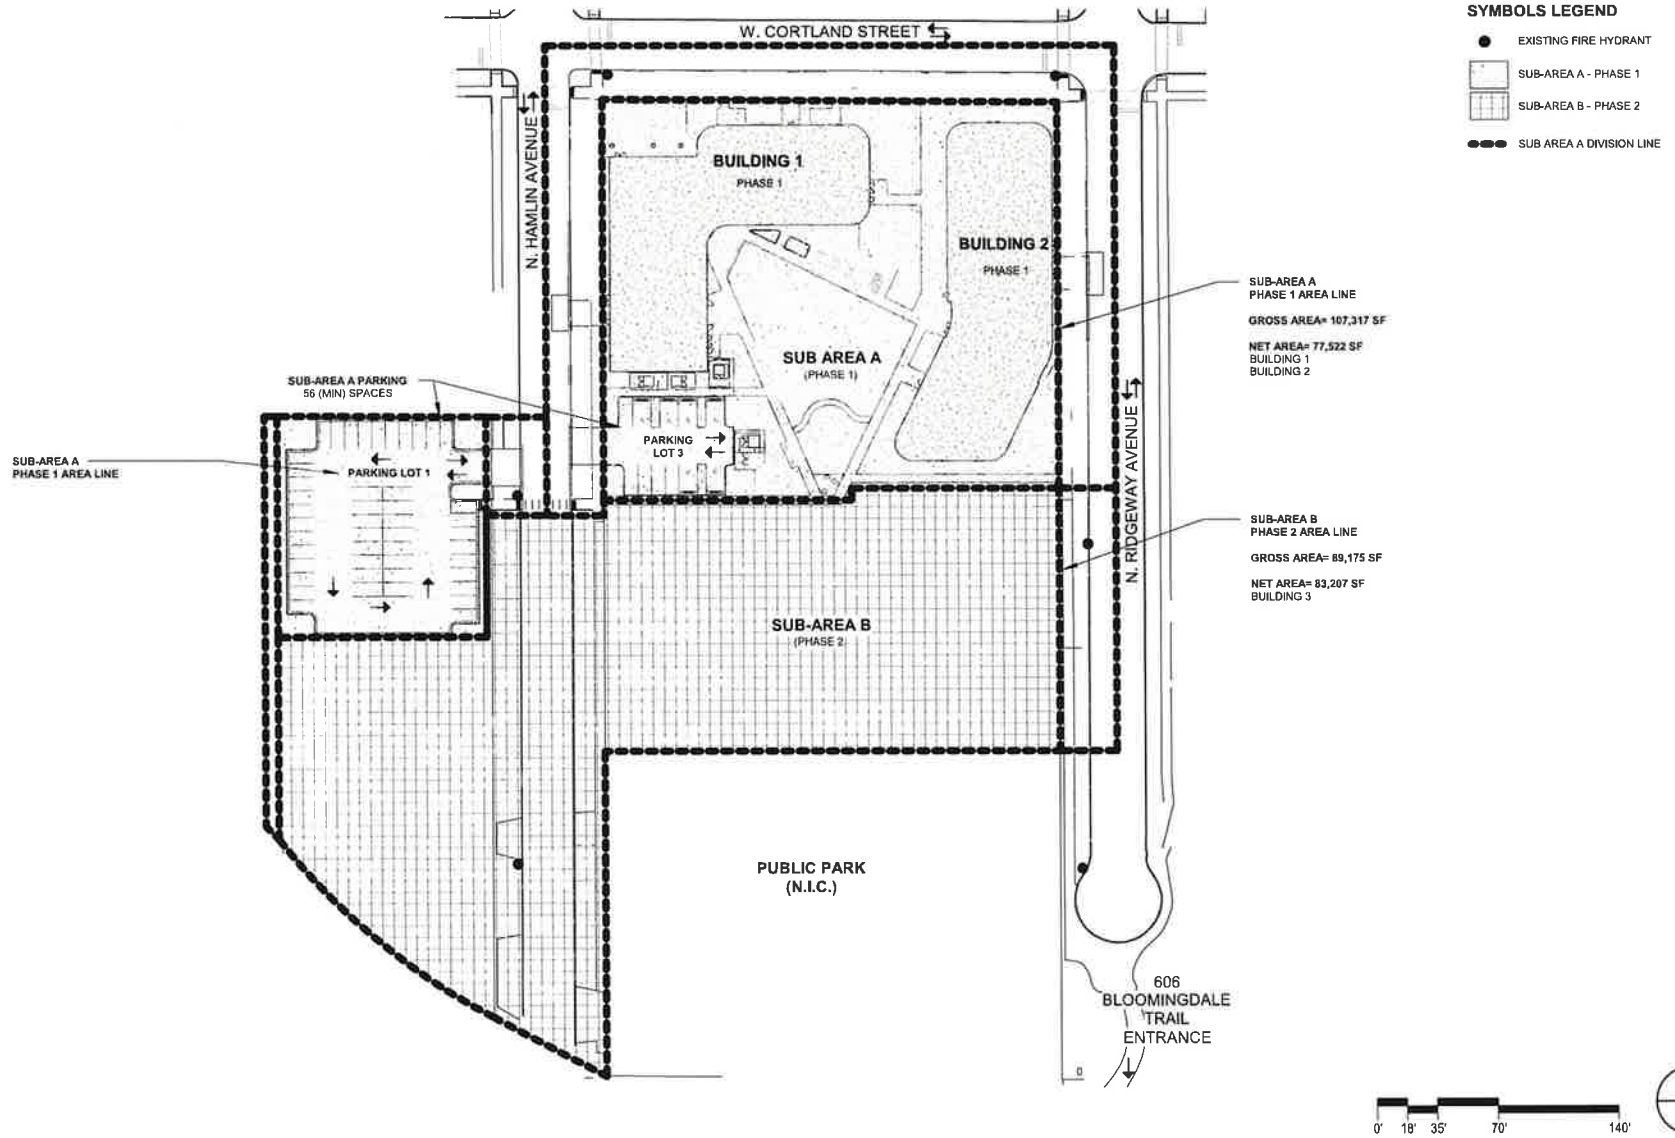 SYMBOLS LEGEND
EXISTING FIRE HYDRANT
SUB-AREA A - PHASE 1
SUB-AREA B - PHASE 2
SUB AREA A DIVISION LINE
W. CORTLAND STREET
N. HAMLIN AVENUE
BUILDING 1
PHASE 1
BUILDING 2
PHASE 1
SUB-AREA A
PHASE 1 AREA LINE
GROSS AREA= 107,317 SF
NET AREA= 77,522 SF
BUILDING 1
BUILDING 2
SUB AREA A
(PHASE 1)
SUB-AREA A PARKING
56 (MIN) SPACES
N. RIDGEWAY AVENUE
PARKING
LOT 3
SUB-AREA A
PHASE 1 AREA LINE
PARKING LOT 1
SUB-AREA B
PHASE 2 AREA LINE
GROSS AREA= 89,175 SF
NET AREA= 83,207 SF
BUILDING 3
SUB-AREA B
(PHASE 2)
PUBLIC PARK
(N.I.C.)
606
BLOOMINGDALE
TRAIL
ENTRANCE
0' 18' 35' 70' 140'